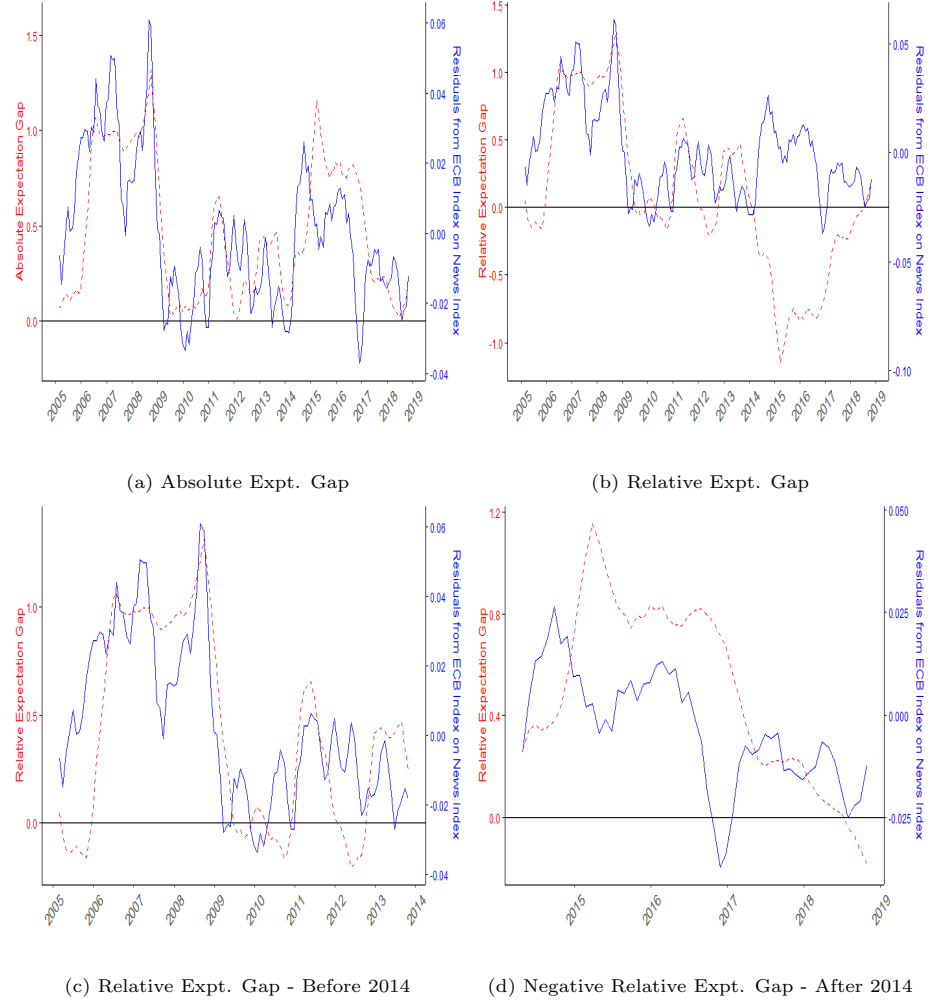 1.5
1.0
0.5
0.0
Absolute Expectation Gap
0.06
0.04
0.02
0.00
-0.02
-0.04
Residuals from ECB Index on News Index
2005 2006 2007 2008 2009 2010 2011 2012 2013 2014 2015 2016 2017 2018 2019
(a) Absolute Expt. Gap
1.5
1.0
0.5
0.0
-0.5
-1.0
Relative Expectation Gap
0.05
0.00
-0.05
-0.10
Residuals from ECB Index on News Index
2005 2006 2007 2008 2009 2010 2011 2012 2013 2014 2015 2016 2017 2018 2019
(b) Relative Expt. Gap
1.0
0.5
0.0
Relative Expectation Gap
0.06
0.04
0.02
0.00
-0.02
-0.04
Residuals from ECB Index on News Index
2005 2006 2007 2008 2009 2010 2011 2012 2013 2014
(c) Relative Expt. Gap - Before 2014
1.2
0.8
0.4
0.0
Relative Expectation Gap
0.050
0.025
0.000
-0.025
Residuals from ECB Index on News Index
2015 2016 2017 2018 2019
(d) Negative Relative Expt. Gap - After 2014